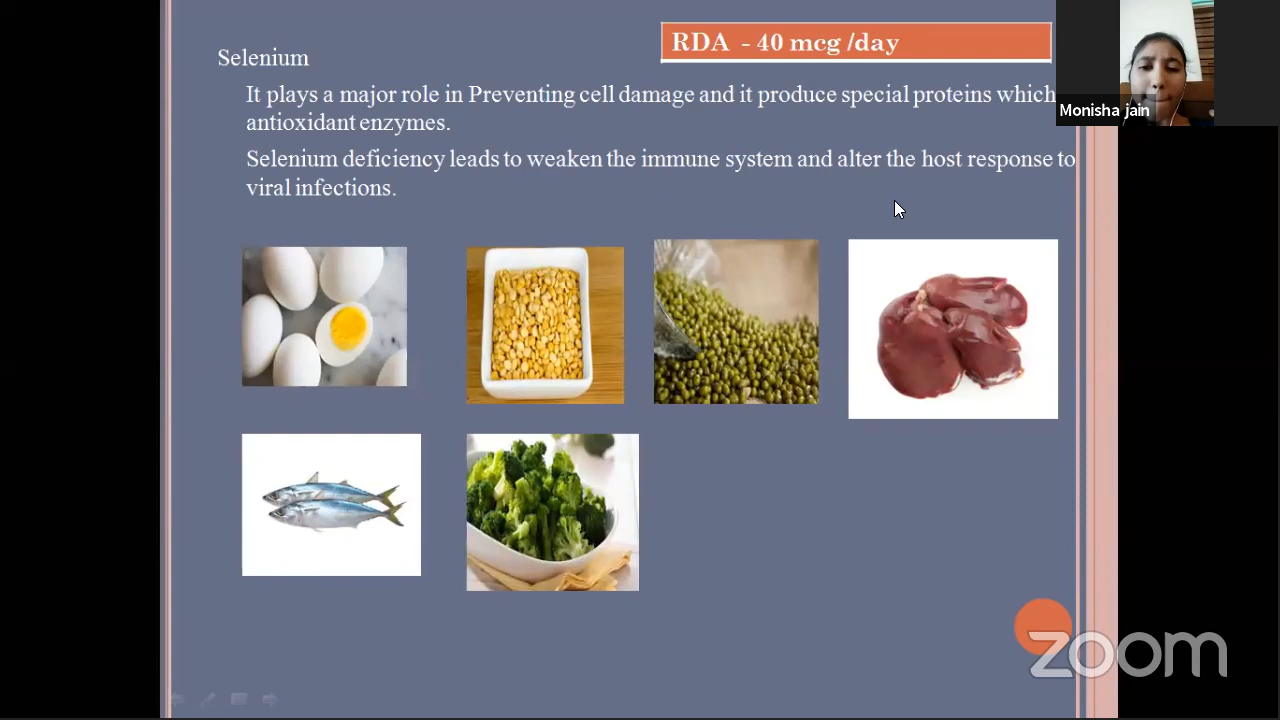 Selenium
RDA - 40 mcg /day
It plays a major role in Preventing cell damage and it produce special proteins which
antioxidant enzymes.
Selenium deficiency leads to weaken the immune system and alter the host response to
viral infections.
Monisha jain
zoom